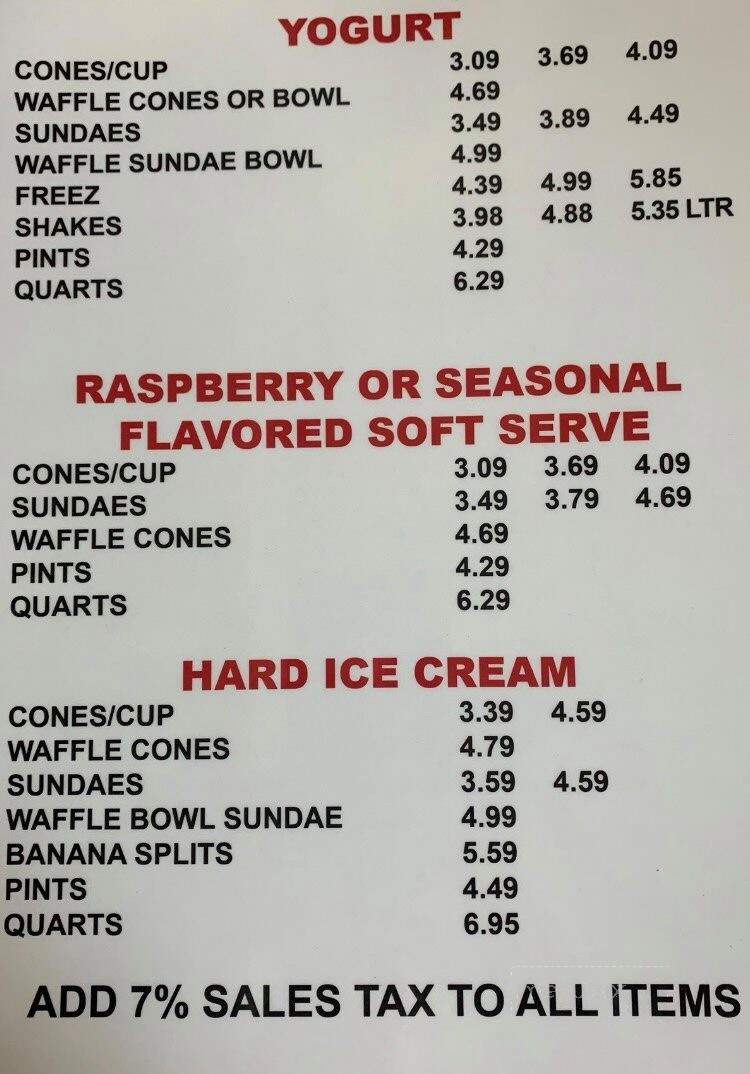 YOGURT
CONES/CUP 3.09 3.69 4.09
WAFFLE CONES OR BOWL 4.69
SUNDAES 3.49 3.89 4.49
WAFFLE SUNDAE BOWL 4.99
FREEZ 4.39 4.99 5.85
SHAKES 3.98 4.88 5.35 LTR
PINTS 4.29
QUARTS 6.29
RASPBERRY OR SEASONAL
FLAVORED SOFT SERVE
CONES/CUP 3.09 3.69 4.09
SUNDAES 3.49 3.79 4.69
WAFFLE CONES 4.69
PINTS 4.29
QUARTS 6.29
HARD ICE CREAM
CONES/CUP 3.39 4.59
WAFFLE CONES 4.79
SUNDAES 3.59 4.59
WAFFLE BOWL SUNDAE 4.99
BANANA SPLITS 5.59
PINTS 4.49
QUARTS 6.95
ADD 7% SALES TAX TO ALL ITEMS